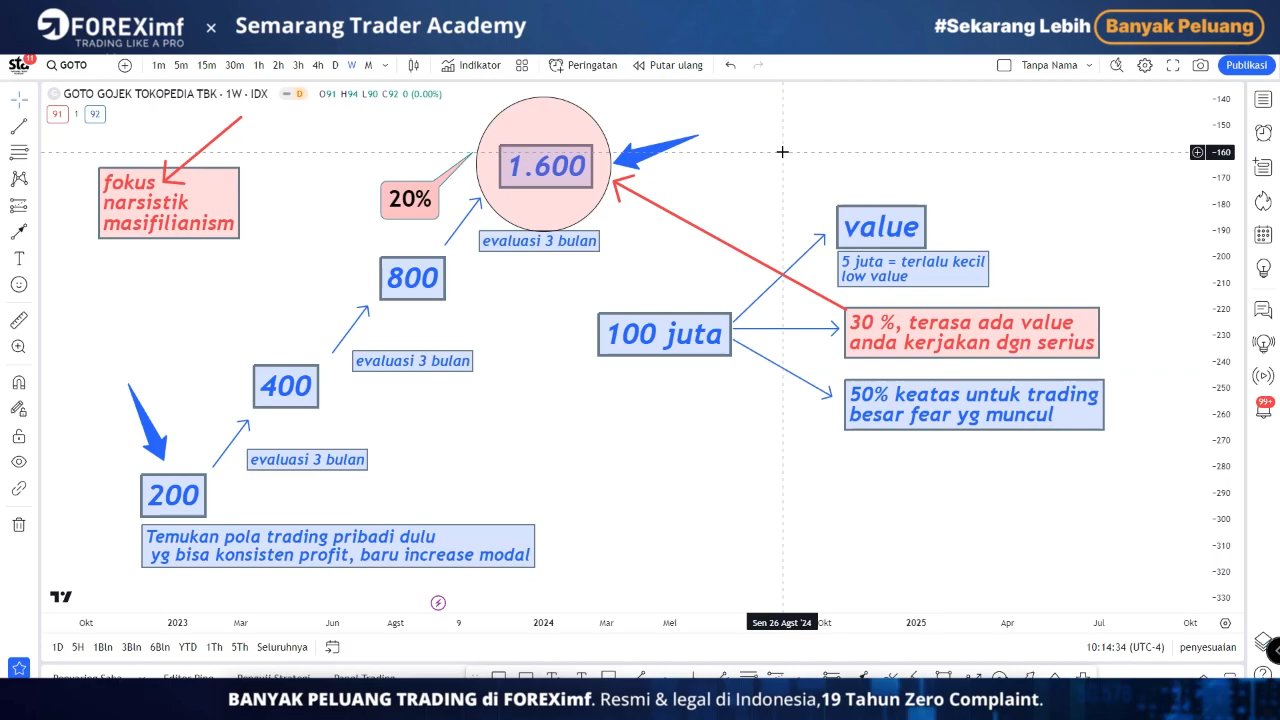 FOREXimf
TRADING LIKE A PRO
×
Semarang Trader Academy
#Sekarang Lebih Banyak Peluang
sta 11
GOTO
1m 5m 15m 30m 1h 2h 3h 4h D W M
Indikator
Peringatan
Putar ulang
Tanpa Nama
Publikasi
GOTO GOJEK TOKOPEDIA TBK · 1W · IDX
D
O91 H94 L90 C92 0 (0.00%)
91 1 92
fokus
narsistik
masifilianism
1.600
20%
evaluasi 3 bulan
800
evaluasi 3 bulan
400
evaluasi 3 bulan
200
Temukan pola trading pribadi dulu
yg bisa konsisten profit, baru increase modal
100 juta
value
5 juta = terlalu kecil
low value
30 %, terasa ada value
anda kerjakan dgn serius
50% keatas untuk trading
besar fear yg muncul
-140
-150
-160
-170
-180
-190
-200
-210
-220
-230
-240
-250
-260
-270
-280
-290
-300
-310
-320
-330
99+
Okt 2023 Mar Jun Agst 9 2024 Mar Mei Sen 26 Agst '24 Okt 2025 Apr Jul Okt
1D 5H 1Bln 3Bln 6Bln YTD 1Th 5Th Seluruhnya
10:14:34 (UTC-4) penyesuaian
BANYAK PELUANG TRADING di FOREXimf. Resmi & legal di Indonesia,19 Tahun Zero Complaint.